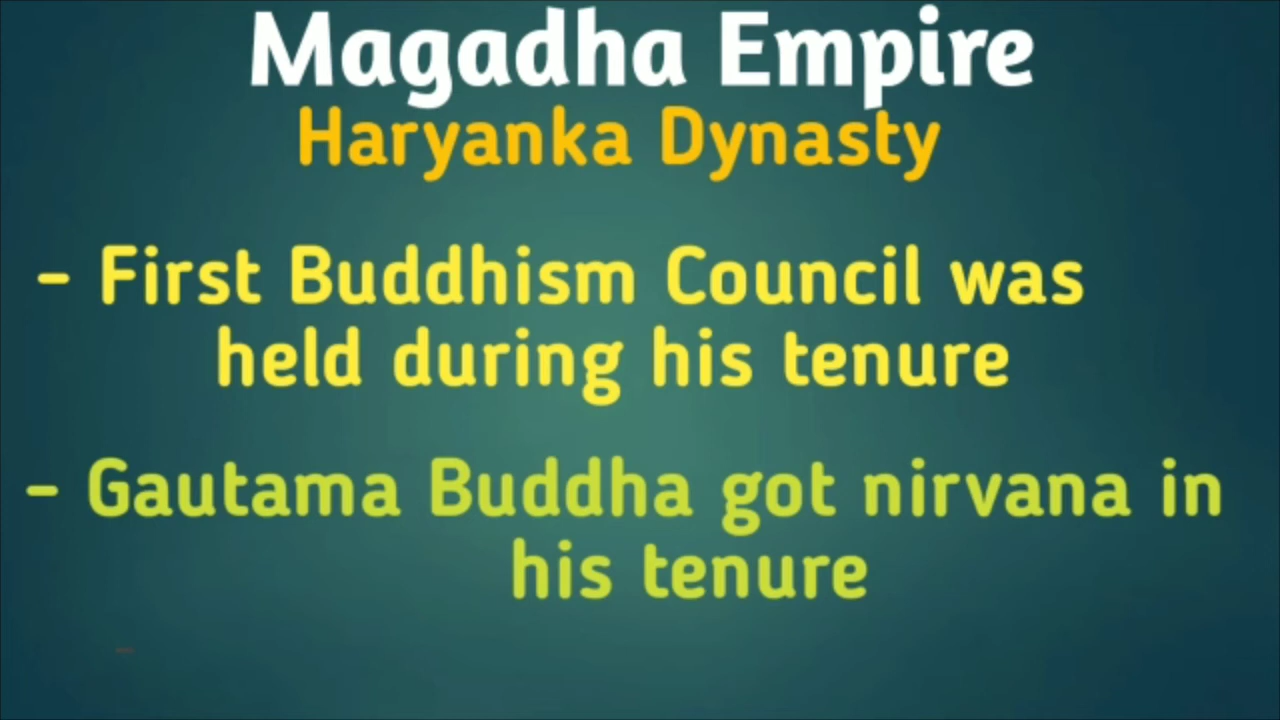 Magadha Empire
Haryanka Dynasty
- First Buddhism Council was
held during his tenure
- Gautama Buddha got nirvana in
his tenure